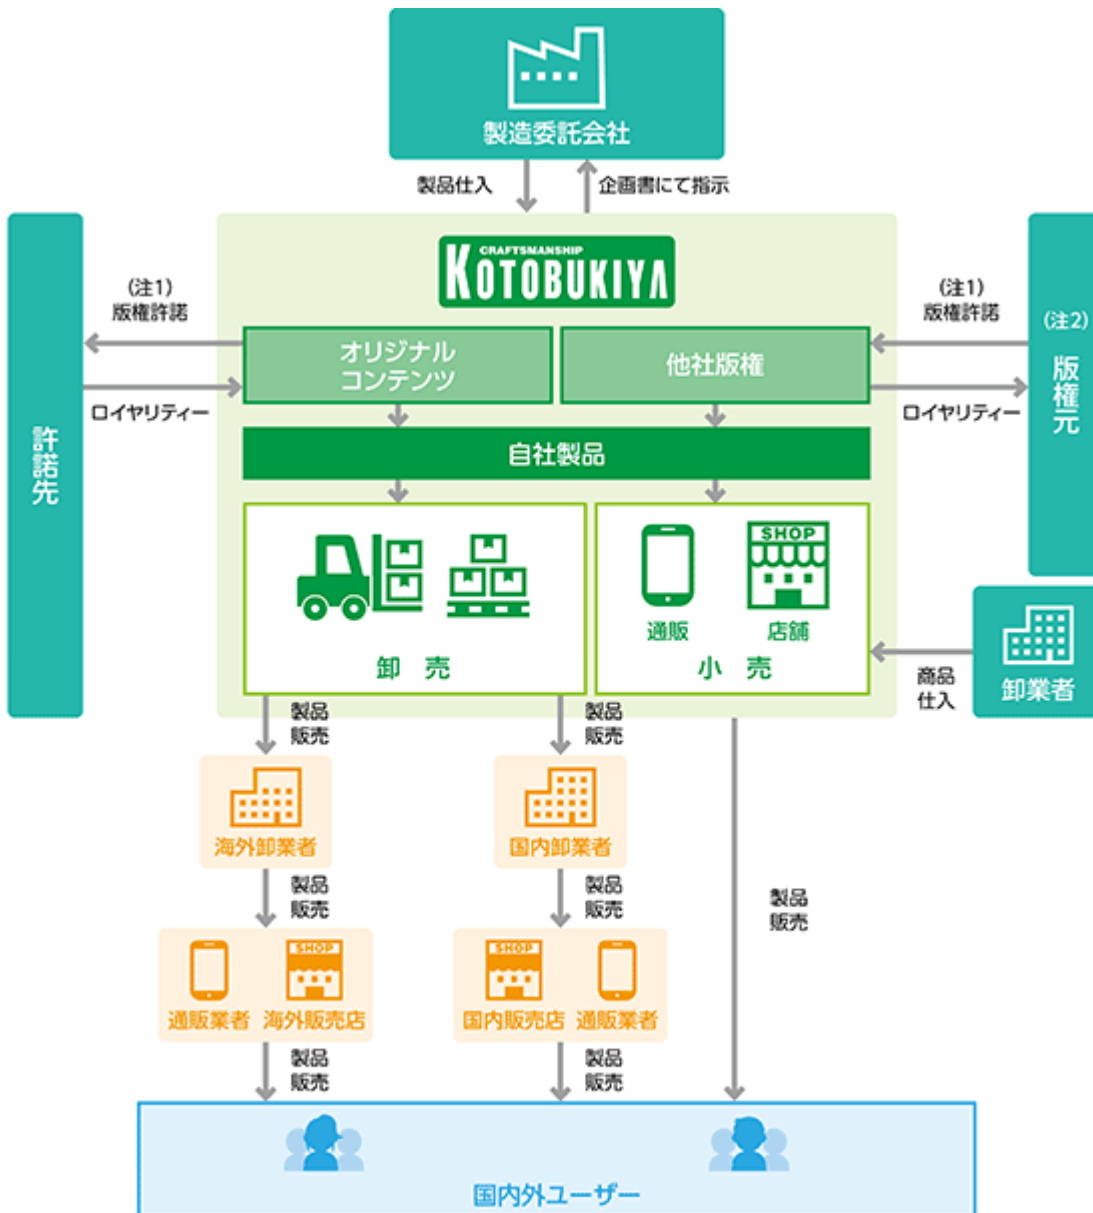 製造委託会社
製品仕入
企画書にて指示
CRAFTSMANSHIP
KOTOBUKIYA
(注1)
版権許諾
ロイヤリティー
許諾先
オリジナル
コンテンツ
他社版権
(注1)
版権許諾
ロイヤリティー
(注2)
版権元
自社製品
卸売
SHOP
通販
店舗
小売
商品
仕入
卸業者
製品
販売
製品
販売
海外卸業者
国内卸業者
製品
販売
製品
販売
製品
販売
SHOP
通販業者
海外販売店
SHOP
国内販売店
通販業者
製品
販売
製品
販売
国内外ユーザー